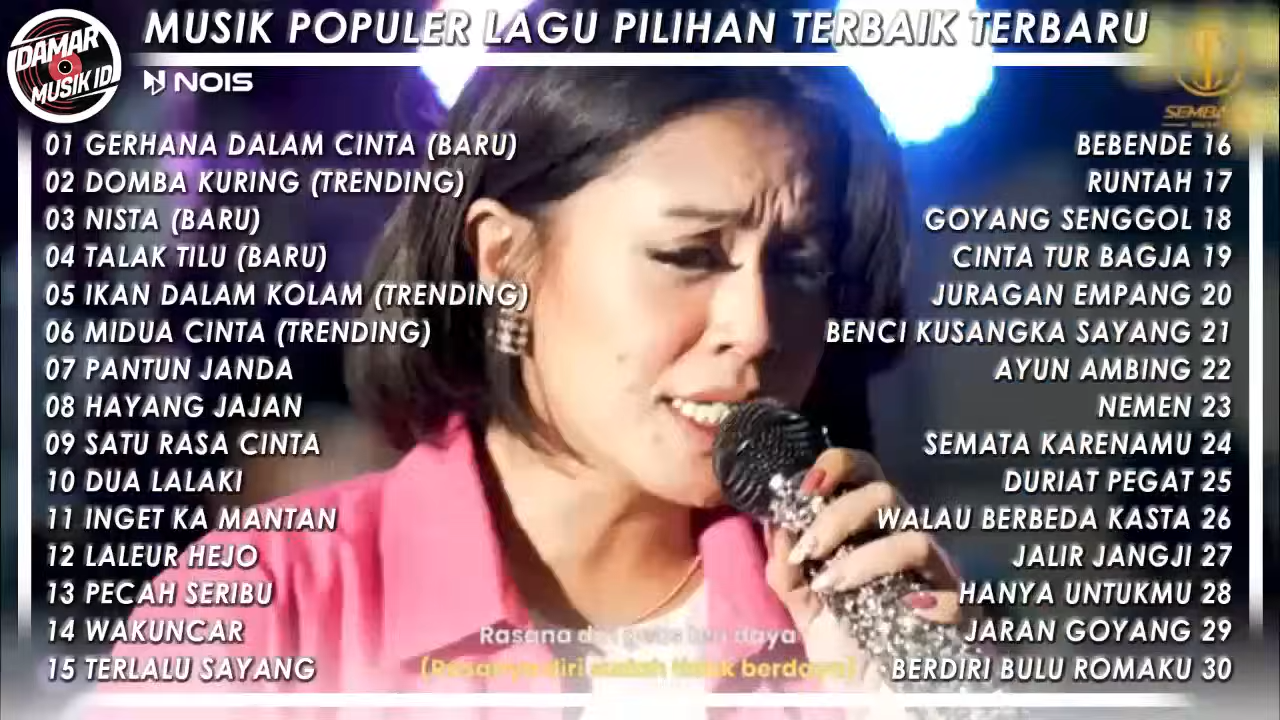 MUSIK POPULER LAGU PILIHAN TERBAIK TERBARU
DAMAR
MUSIK ID
NOIS
01 GERHANA DALAM CINTA (BARU)
02 DOMBA KURING (TRENDING)
03 NISTA (BARU)
04 TALAK TILU (BARU)
05 IKAN DALAM KOLAM (TRENDING)
06 MIDUA CINTA (TRENDING)
07 PANTUN JANDA
08 HAYANG JAJAN
09 SATU RASA CINTA
10 DUA LALAKI
11 INGET KA MANTAN
12 LALEUR HEJO
13 PECAH SERIBU
14 WAKUNCAR
15 TERLALU SAYANG
BEBENDE 16
RUNTAH 17
GOYANG SENGGOL 18
CINTA TUR BAGJA 19
JURAGAN EMPANG 20
BENCI KUSANGKA SAYANG 21
AYUN AMBING 22
NEMEN 23
SEMATA KARENAMU 24
DURIAT PEGAT 25
WALAU BERBEDA KASTA 26
JALIR JANGJI 27
HANYA UNTUKMU 28
JARAN GOYANG 29
BERDIRI BULU ROMAKU 30
Rasana daya
(Rasanya diri sudah tidak berdaya)